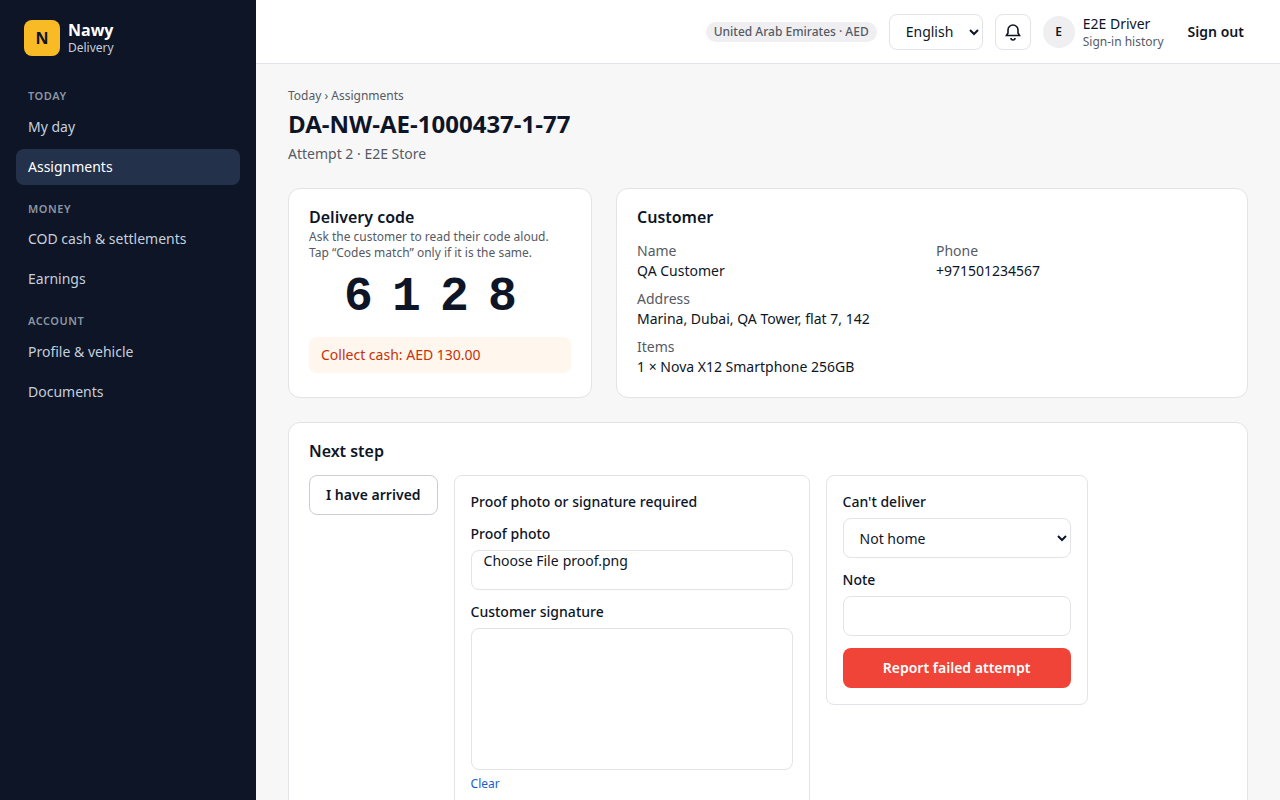 N
Nawy
Delivery
TODAY
My day
Assignments
MONEY
COD cash & settlements
Earnings
ACCOUNT
Profile & vehicle
Documents
United Arab Emirates · AED
English
E
E2E Driver
Sign-in history
Sign out
Today › Assignments
DA-NW-AE-1000437-1-77
Attempt 2 · E2E Store
Delivery code
Ask the customer to read their code aloud.
Tap “Codes match” only if it is the same.
6128
Collect cash: AED 130.00
Customer
Name
QA Customer
Phone
+971501234567
Address
Marina, Dubai, QA Tower, flat 7, 142
Items
1 × Nova X12 Smartphone 256GB
Next step
I have arrived
Proof photo or signature required
Proof photo
Choose File proof.png
Customer signature
Clear
Can't deliver
Not home
Note
Report failed attempt